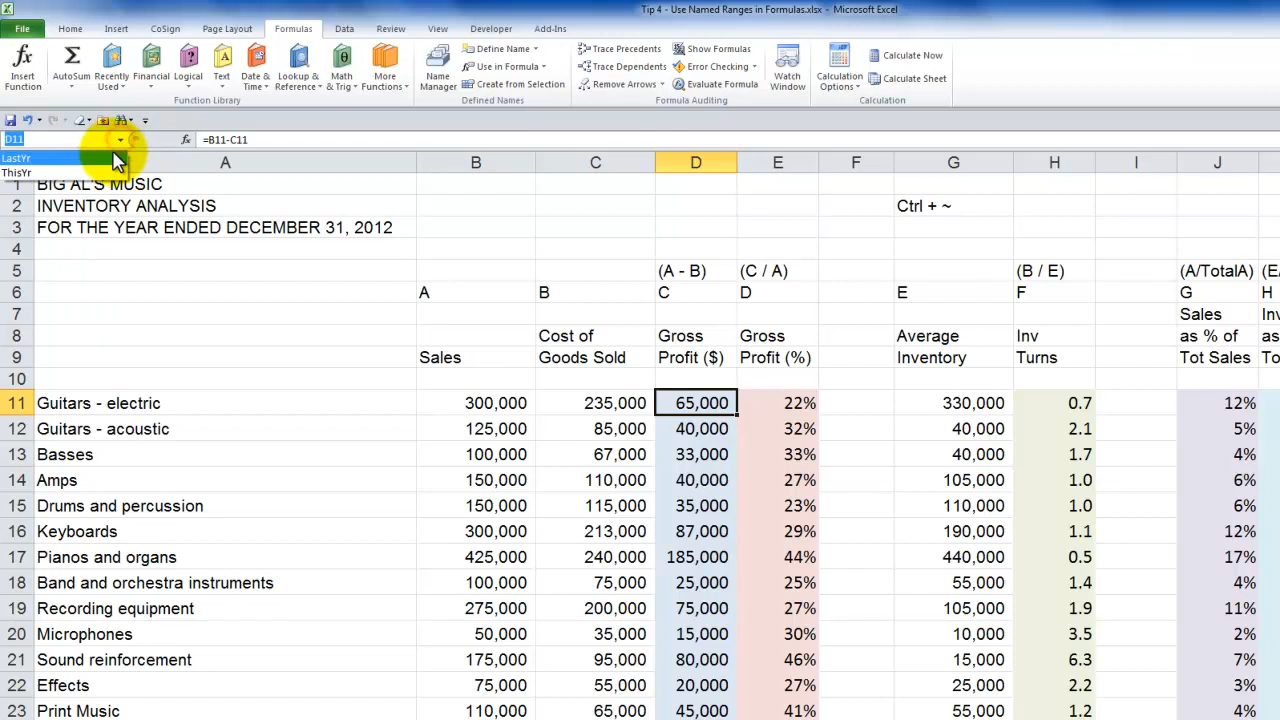 Tip 4 - Use Named Ranges in Formulas.xlsx - Microsoft Excel
File Home Insert CoSign Page Layout Formulas Data Review View Developer Add-Ins
Insert Function AutoSum Recently Used Financial Logical Text Date & Time Lookup & Reference Math & Trig More Functions
Function Library
Name Manager
Define Name
Use in Formula
Create from Selection
Defined Names
Trace Precedents Show Formulas
Trace Dependents Error Checking
Remove Arrows Evaluate Formula
Watch Window
Formula Auditing
Calculation Options
Calculate Now
Calculate Sheet
Calculation
D11 fx =B11-C11
LastYr
ThisYr
A B C D E F G H I J
1 BIG AL'S MUSIC
2 INVENTORY ANALYSIS Ctrl + ~
3 FOR THE YEAR ENDED DECEMBER 31, 2012
4
5 (A - B) (C / A) (B / E) (A/TotalA) (E/
6 A B C D E F G H
7 Sales Inv
8 Cost of Gross Gross Average Inv as % of as
9 Sales Goods Sold Profit ($) Profit (%) Inventory Turns Tot Sales To
10
11 Guitars - electric 300,000 235,000 65,000 22% 330,000 0.7 12%
12 Guitars - acoustic 125,000 85,000 40,000 32% 40,000 2.1 5%
13 Basses 100,000 67,000 33,000 33% 40,000 1.7 4%
14 Amps 150,000 110,000 40,000 27% 105,000 1.0 6%
15 Drums and percussion 150,000 115,000 35,000 23% 110,000 1.0 6%
16 Keyboards 300,000 213,000 87,000 29% 190,000 1.1 12%
17 Pianos and organs 425,000 240,000 185,000 44% 440,000 0.5 17%
18 Band and orchestra instruments 100,000 75,000 25,000 25% 55,000 1.4 4%
19 Recording equipment 275,000 200,000 75,000 27% 105,000 1.9 11%
20 Microphones 50,000 35,000 15,000 30% 10,000 3.5 2%
21 Sound reinforcement 175,000 95,000 80,000 46% 15,000 6.3 7%
22 Effects 75,000 55,000 20,000 27% 25,000 2.2 3%
23 Print Music 110,000 65,000 45,000 41% 55,000 1.2 4%